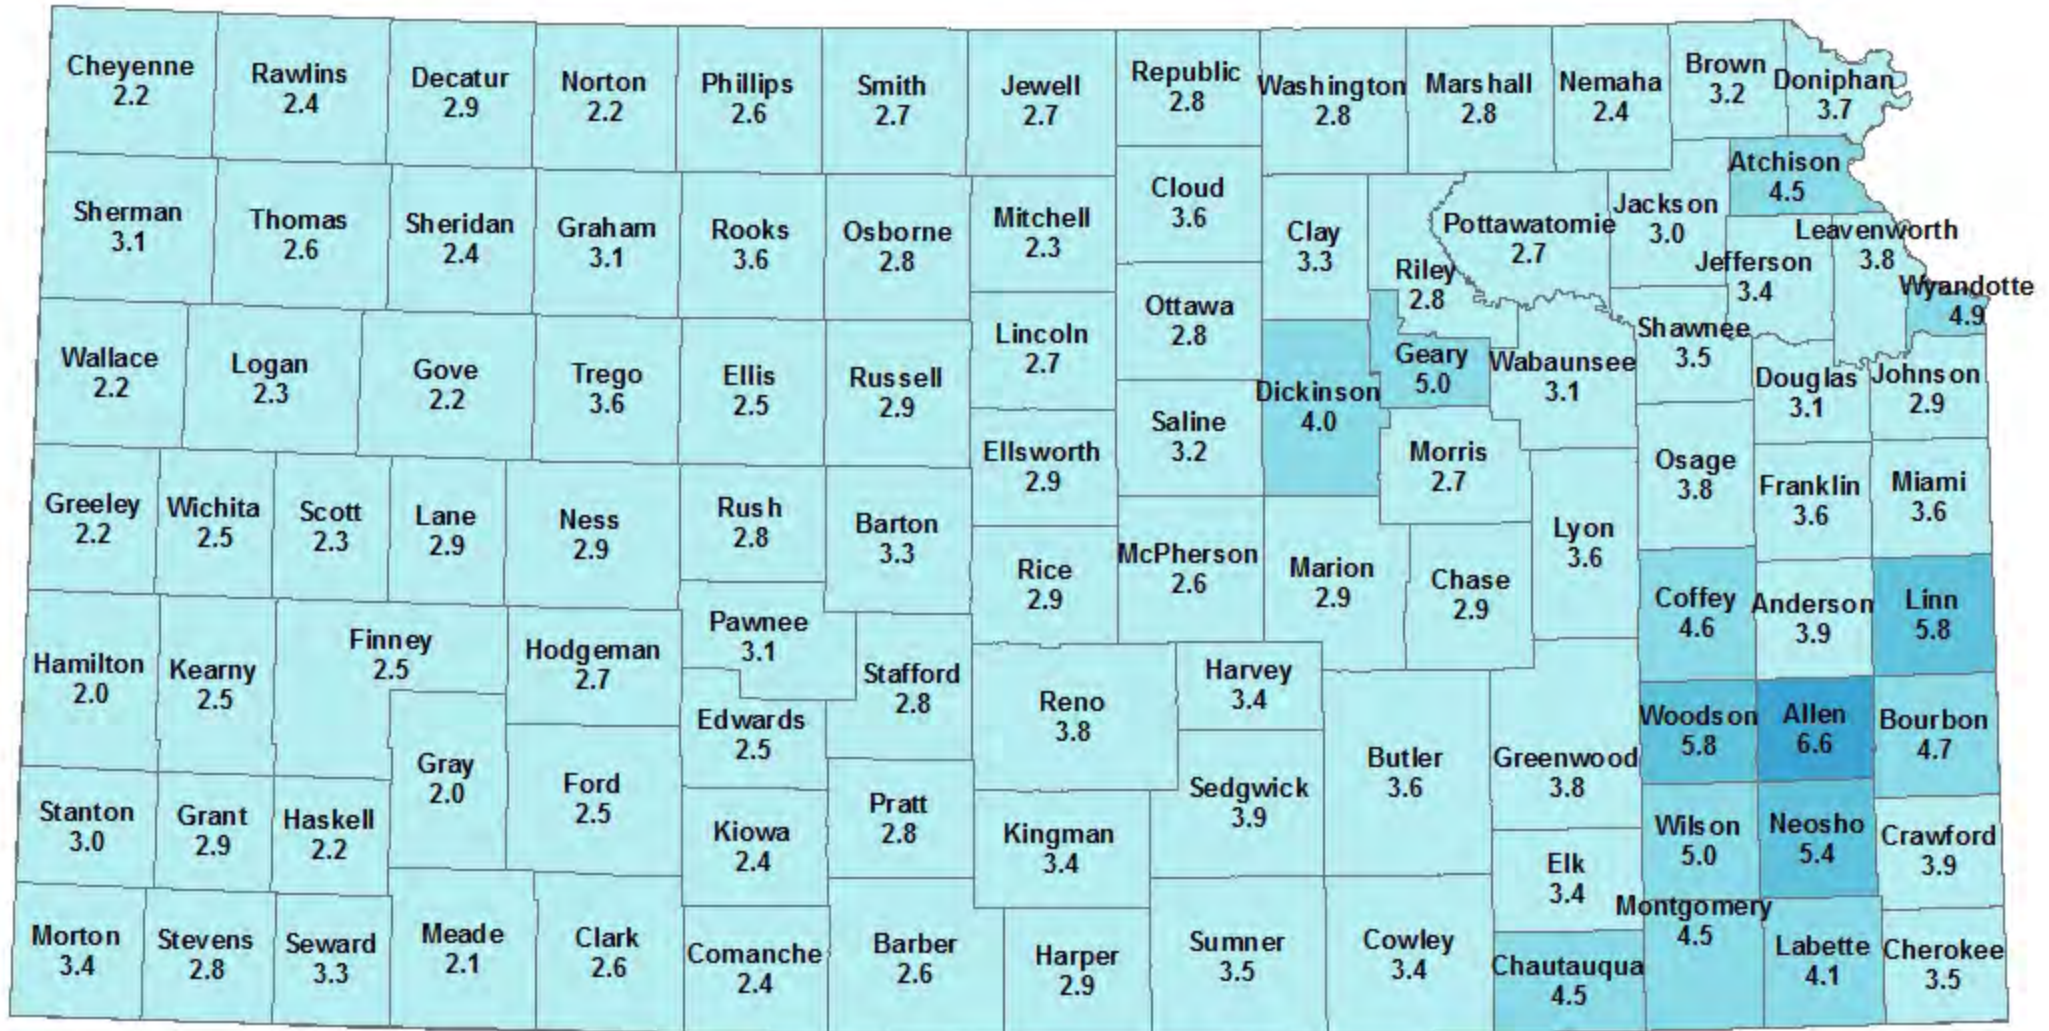 Cheyenne
2.2
Rawlins
2.4
Decatur
2.9
Norton
2.2
Phillips
2.6
Smith
2.7
Jewell
2.7
Republic
2.8
Washington
2.8
Marshall
2.8
Nemaha
2.4
Brown
3.2
Doniphan
3.7
Atchison
4.5
Sherman
3.1
Thomas
2.6
Sheridan
2.4
Graham
3.1
Rooks
3.6
Osborne
2.8
Mitchell
2.3
Cloud
3.6
Clay
3.3
Riley
2.8
Pottawatomie
2.7
Jackson
3.0
Jefferson
3.4
Leavenworth
3.8
Wyandotte
4.9
Wallace
2.2
Logan
2.3
Gove
2.2
Trego
3.6
Ellis
2.5
Russell
2.9
Lincoln
2.7
Ottawa
2.8
Dickinson
4.0
Geary
5.0
Wabaunsee
3.1
Shawnee
3.5
Douglas
3.1
Johnson
2.9
Greeley
2.2
Wichita
2.5
Scott
2.3
Lane
2.9
Ness
2.9
Rush
2.8
Barton
3.3
Ellsworth
2.9
Saline
3.2
Morris
2.7
Lyon
3.6
Osage
3.8
Franklin
3.6
Miami
3.6
Rice
2.9
McPherson
2.6
Marion
2.9
Chase
2.9
Coffey
4.6
Anderson
3.9
Linn
5.8
Hamilton
2.0
Kearny
2.5
Finney
2.5
Hodgeman
2.7
Pawnee
3.1
Stafford
2.8
Edwards
2.5
Reno
3.8
Harvey
3.4
Butler
3.6
Greenwood
3.8
Woodson
5.8
Allen
6.6
Bourbon
4.7
Stanton
3.0
Grant
2.9
Haskell
2.2
Gray
2.0
Ford
2.5
Kiowa
2.4
Pratt
2.8
Kingman
3.4
Sedgwick
3.9
Elk
3.4
Wilson
5.0
Neosho
5.4
Crawford
3.9
Morton
3.4
Stevens
2.8
Seward
3.3
Meade
2.1
Clark
2.6
Comanche
2.4
Barber
2.6
Harper
2.9
Sumner
3.5
Cowley
3.4
Chautauqua
4.5
Montgomery
4.5
Labette
4.1
Cherokee
3.5